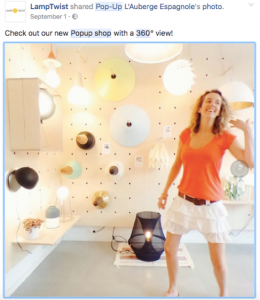 LampTwist shared Pop-Up L'Auberge Espagnole's photo.
September 1
Check out our new Popup shop with a 360° view!